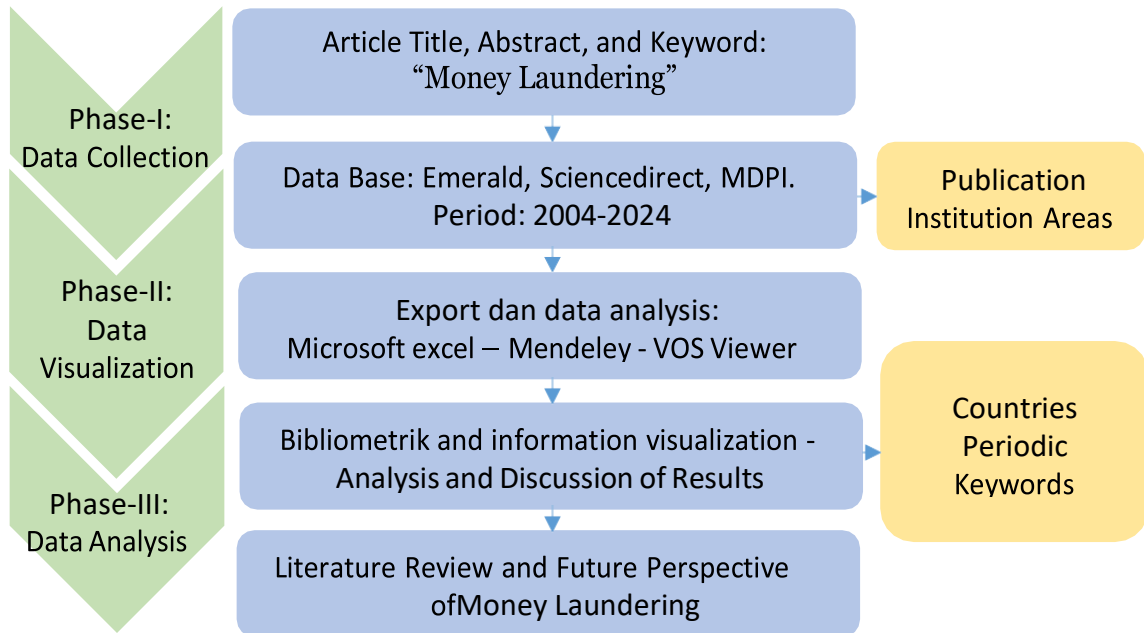 Article Title, Abstract, and Keyword:
“Money Laundering”
Phase-I:
Data Collection
Data Base: Emerald, Sciencedirect, MDPI.
Period: 2004-2024
Publication
Institution Areas
Phase-II:
Data
Visualization
Export dan data analysis:
Microsoft excel – Mendeley - VOS Viewer
Bibliometrik and information visualization -
Analysis and Discussion of Results
Countries
Periodic
Keywords
Phase-III:
Data Analysis
Literature Review and Future Perspective
ofMoney Laundering